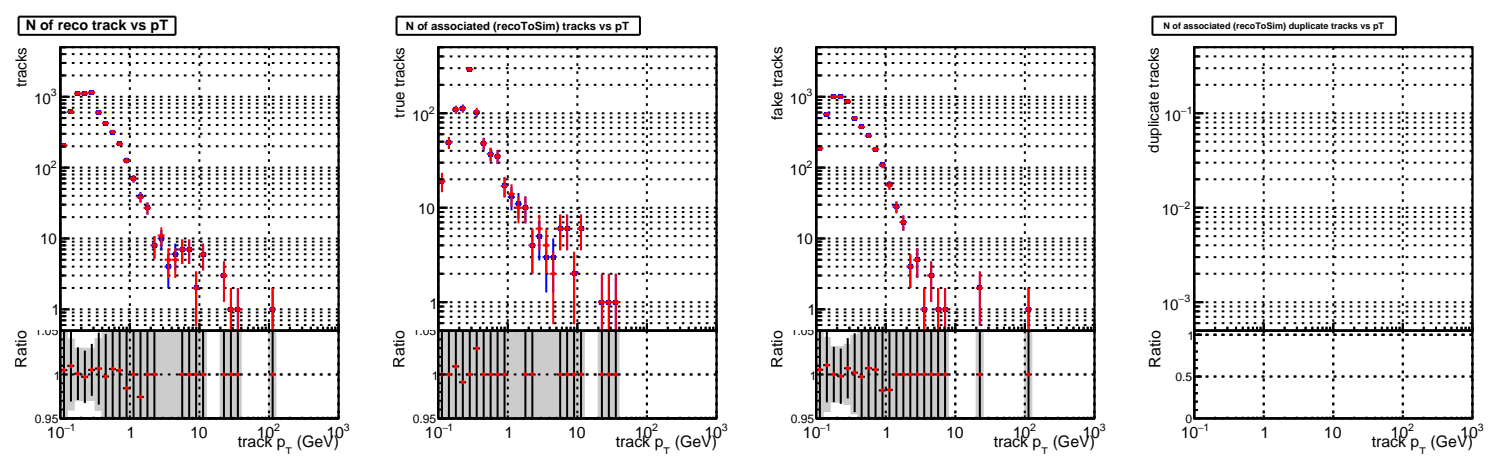 N of reco track vs pT
tracks
10³
10²
10
1
Ratio
1.05
1
0.95
10⁻¹ 1 10 10² 10³
track p_T (GeV)
N of associated (recoToSim) tracks vs pT
true tracks
10²
10
1
Ratio
1.05
1
0.95
10⁻¹ 1 10 10² 10³
track p_T (GeV)
fake tracks
10³
10²
10
1
Ratio
1.05
1
0.95
10⁻¹ 1 10 10² 10³
track p_T (GeV)
N of associated (recoToSim) duplicate tracks vs pT
duplicate tracks
10⁻¹
10⁻²
10⁻³
Ratio
1
0.5
0
10⁻¹ 1 10 10² 10³
track p_T (GeV)